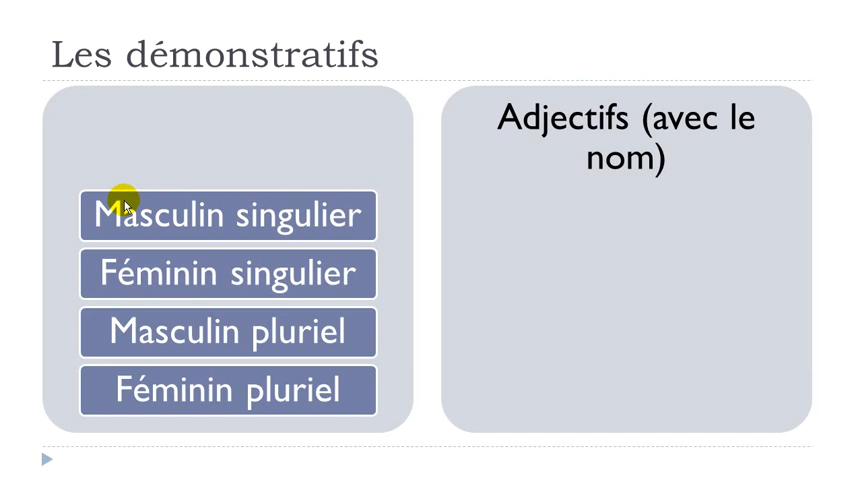 Les démonstratifs
Masculin singulier
Féminin singulier
Masculin pluriel
Féminin pluriel
Adjectifs (avec le
nom)